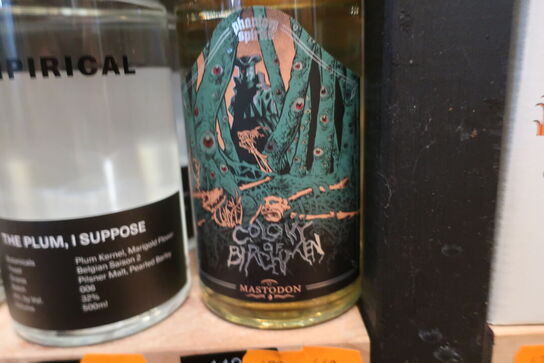 PIRICAL
THE PLUM, I SUPPOSE
Plum Kernel, Marigold Flower
Belgian Saison 2
Pilsner Malt, Pearled Barley
006
32%
500ml
phantom
spirits
COLONY
OF
BIRCHMEN
MASTODON